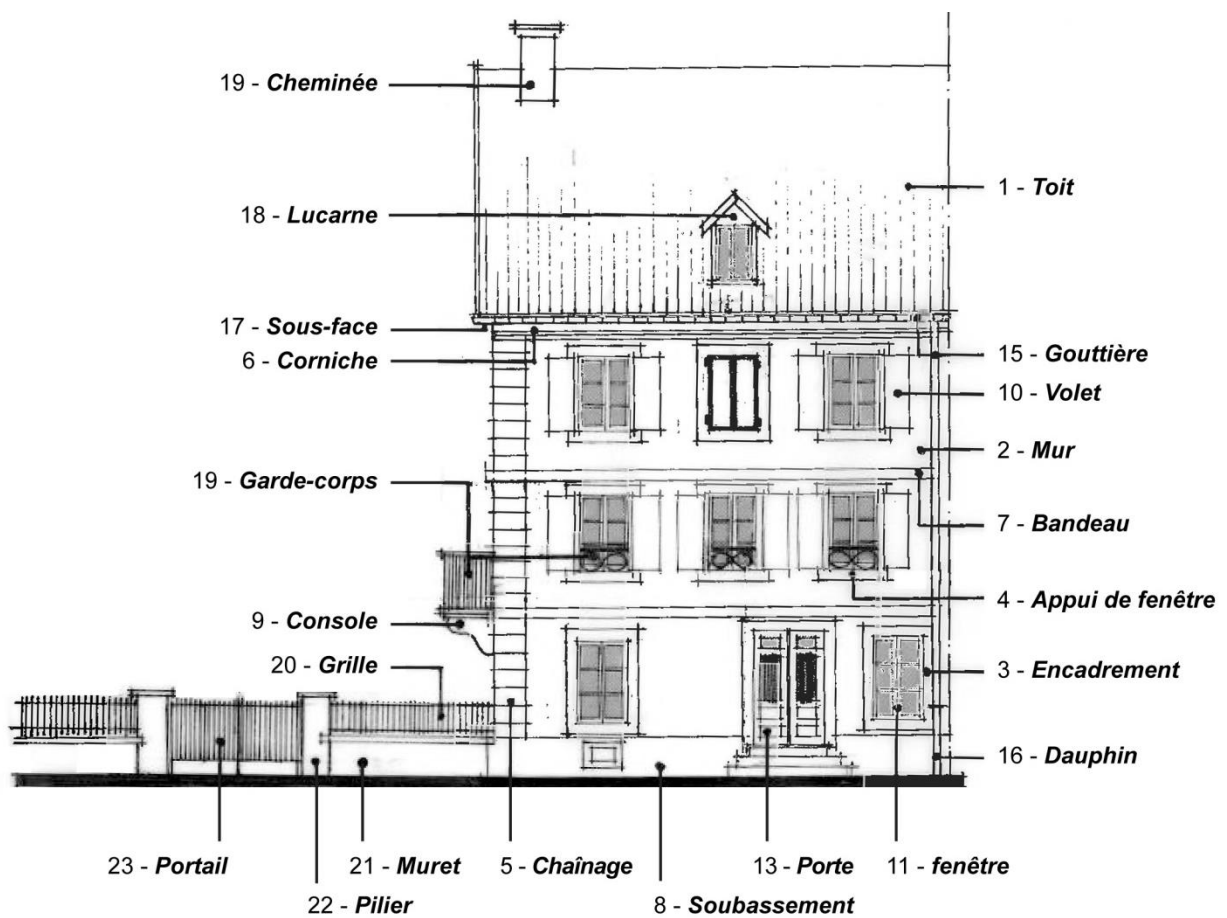 19 - Cheminée
1 - Toit
18 - Lucarne
17 - Sous-face
6 - Corniche
15 - Gouttière
10 - Volet
2 - Mur
19 - Garde-corps
7 - Bandeau
4 - Appui de fenêtre
9 - Console
20 - Grille
3 - Encadrement
16 - Dauphin
23 - Portail
21 - Muret
5 - Chaînage
13 - Porte
11 - fenêtre
22 - Pilier
8 - Soubassement